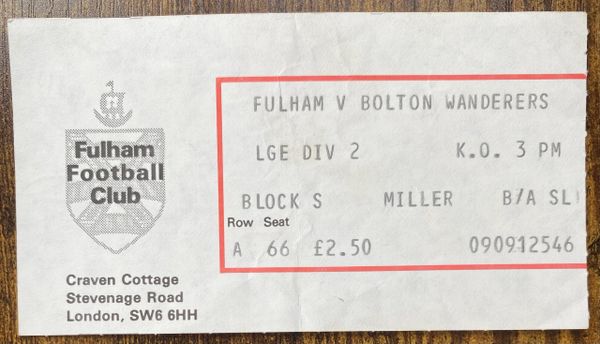 Fulham
Football
Club
Craven Cottage
Stevenage Road
London, SW6 6HH
FULHAM V BOLTON WANDERERS
LGE DIV 2 K.O. 3 PM
BLOCK S MILLER B/A SL
Row Seat
A 66 £2.50 090912546